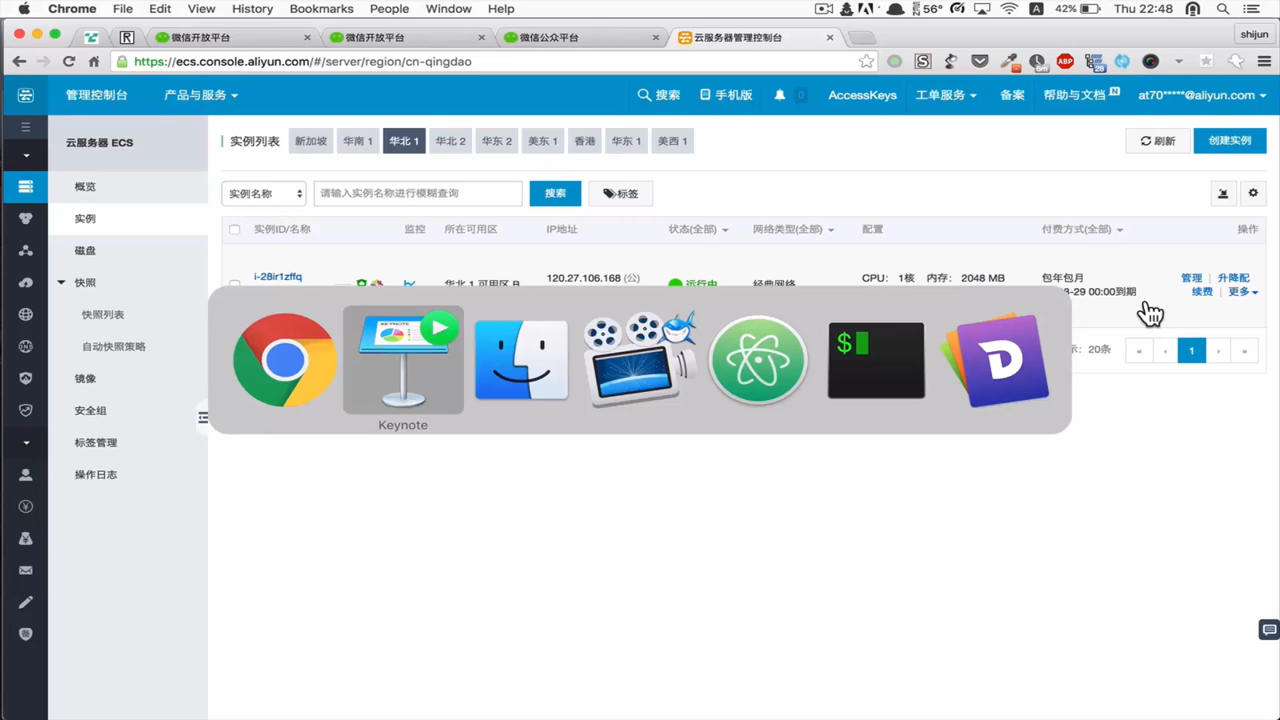 Chrome File Edit View History Bookmarks People Window Help 56° 42% Thu 22:48
微信开放平台 微信开放平台 微信公众平台 云服务器管理控制台 shijun
https://ecs.console.aliyun.com/#/server/region/cn-qingdao
管理控制台 产品与服务 搜索 手机版 0 AccessKeys 工单服务 备案 帮助与文档 N at70*****@aliyun.com
云服务器 ECS
概览
实例
磁盘
快照
快照列表
自动快照策略
镜像
安全组
标签管理
操作日志
实例列表 新加坡 华南 1 华北 1 华北 2 华东 2 美东 1 香港 华东 1 美西 1 刷新 创建实例
实例名称 请输入实例名称进行模糊查询 搜索 标签
实例ID/名称 监控 所在可用区 IP地址 状态(全部) 网络类型(全部) 配置 付费方式(全部) 操作
i-28ir1zffq 华北 1 可用区 B 120.27.106.168 (公) 运行中 经典网络 CPU： 1核 内存： 2048 MB 包年包月 管理 升降配
-29 00:00到期 续费 更多
示：20条 « ‹ 1 › »
KEYNOTE
$
D
Keynote